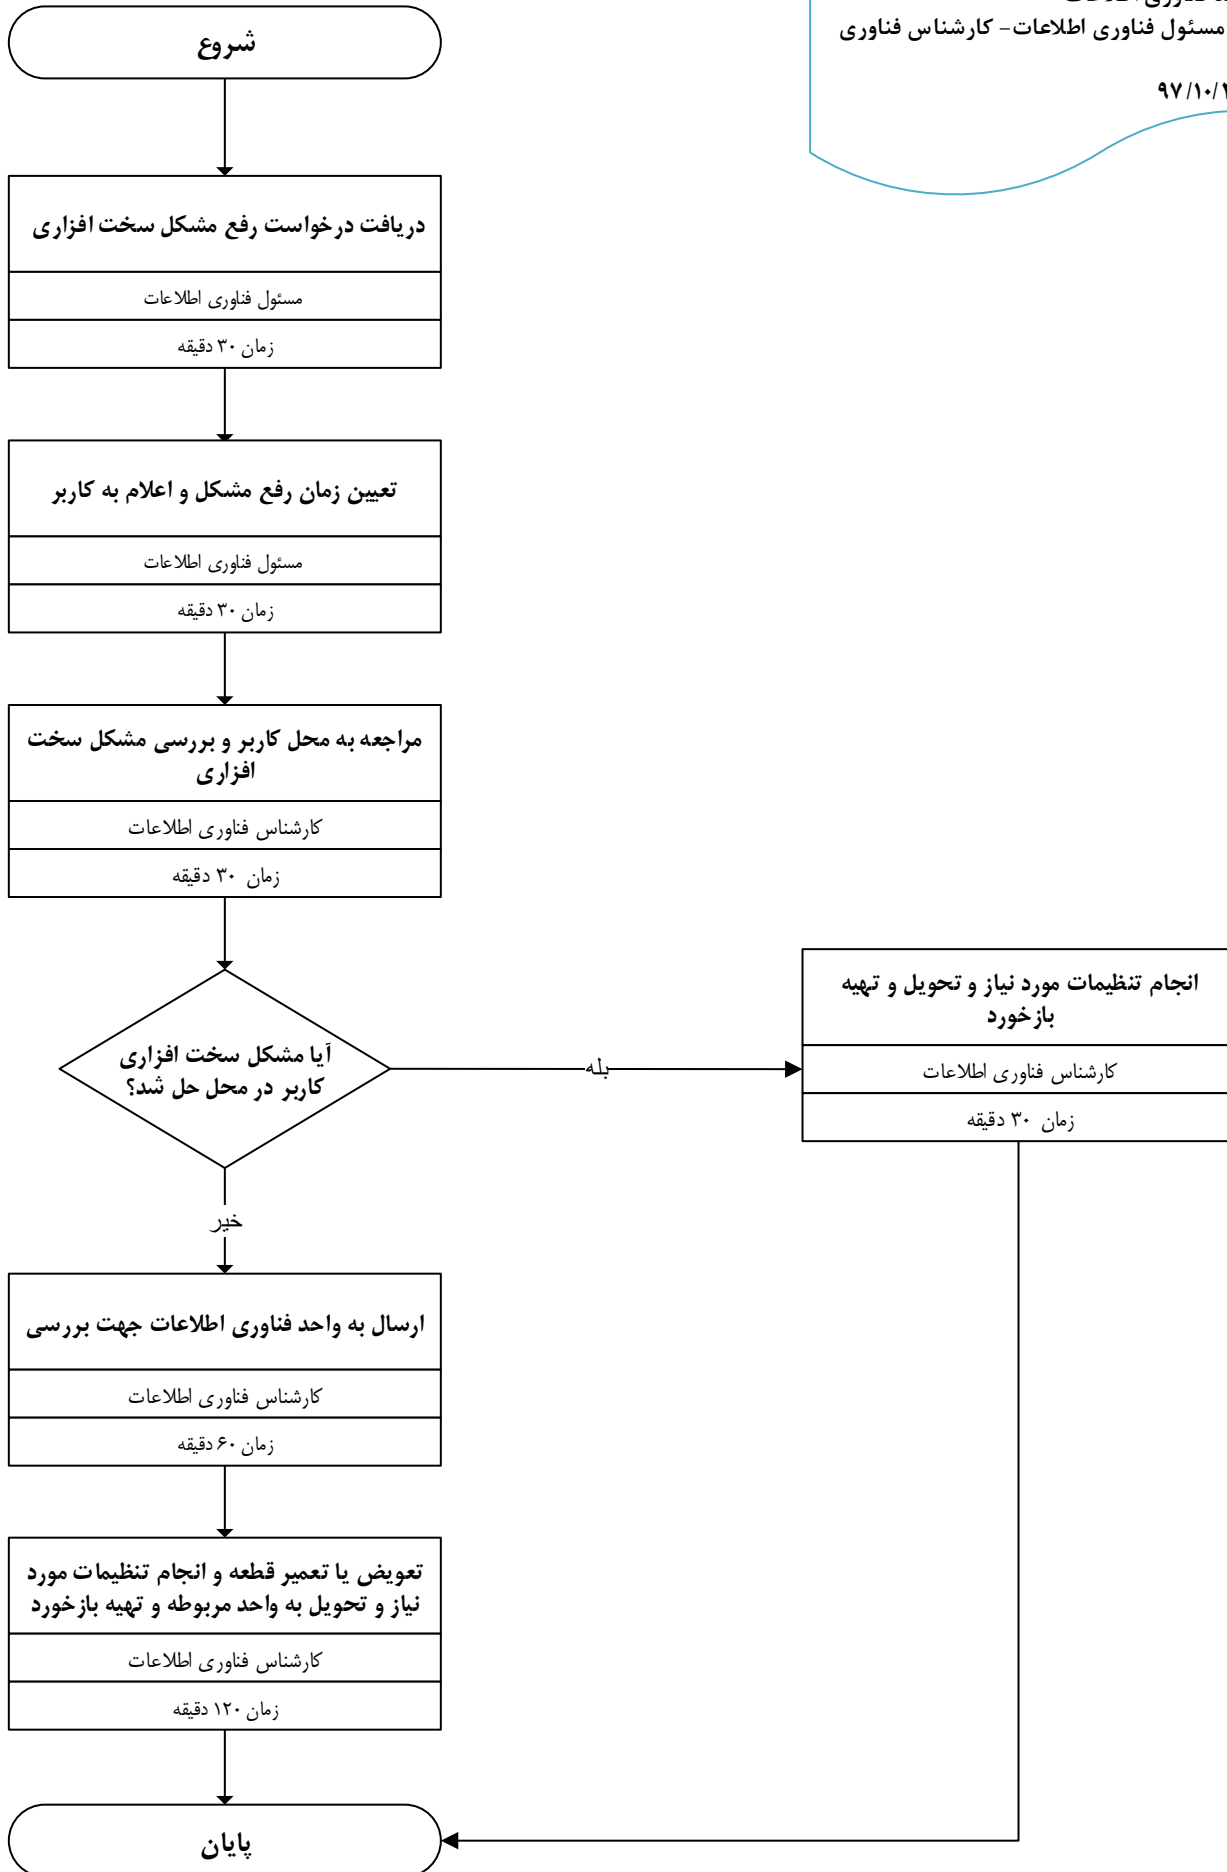 مسئول فناوری اطلاعات- کارشناس فناوری
شروع
دریافت درخواست رفع مشکل سخت افزاری
مسئول فناوری اطلاعات
زمان ۳۰ دقیقه
تعیین زمان رفع مشکل و اعلام به کاربر
مسئول فناوری اطلاعات
زمان ۳۰ دقیقه
مراجعه به محل کاربر و بررسی مشکل سخت
افزاری
کارشناس فناوری اطلاعات
زمان ۳۰ دقیقه
آیا مشکل سخت افزاری
کاربر در محل حل شد؟
بله
انجام تنظیمات مورد نیاز و تحویل و تهیه
بازخورد
کارشناس فناوری اطلاعات
زمان ۳۰ دقیقه
خیر
ارسال به واحد فناوری اطلاعات جهت بررسی
کارشناس فناوری اطلاعات
زمان ۶۰ دقیقه
تعویض یا تعمیر قطعه و انجام تنظیمات مورد
نیاز و تحویل به واحد مربوطه و تهیه بازخورد
کارشناس فناوری اطلاعات
زمان ۱۲۰ دقیقه
پایان